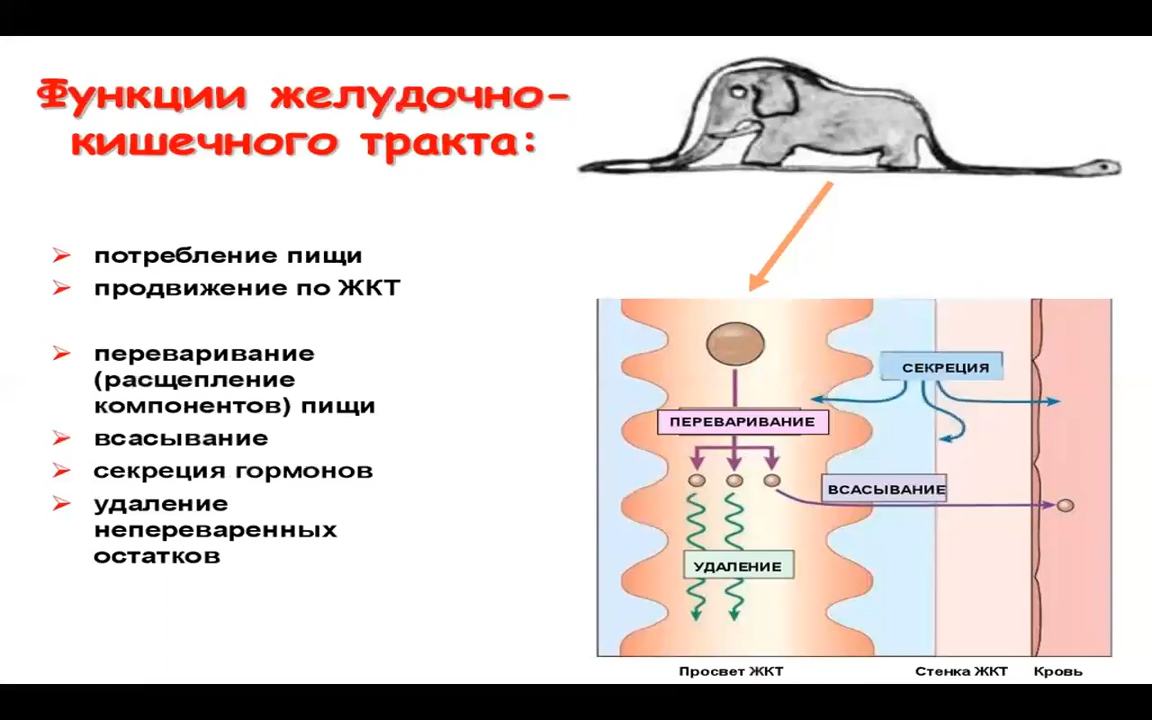 Функции желудочно-
кишечного тракта:
потребление пищи
продвижение по ЖКТ
переваривание
(расщепление
компонентов) пищи
всасывание
секреция гормонов
удаление
непереваренных
остатков
СЕКРЕЦИЯ
ПЕРЕВАРИВАНИЕ
ВСАСЫВАНИЕ
УДАЛЕНИЕ
Просвет ЖКТ
Стенка ЖКТ
Кровь